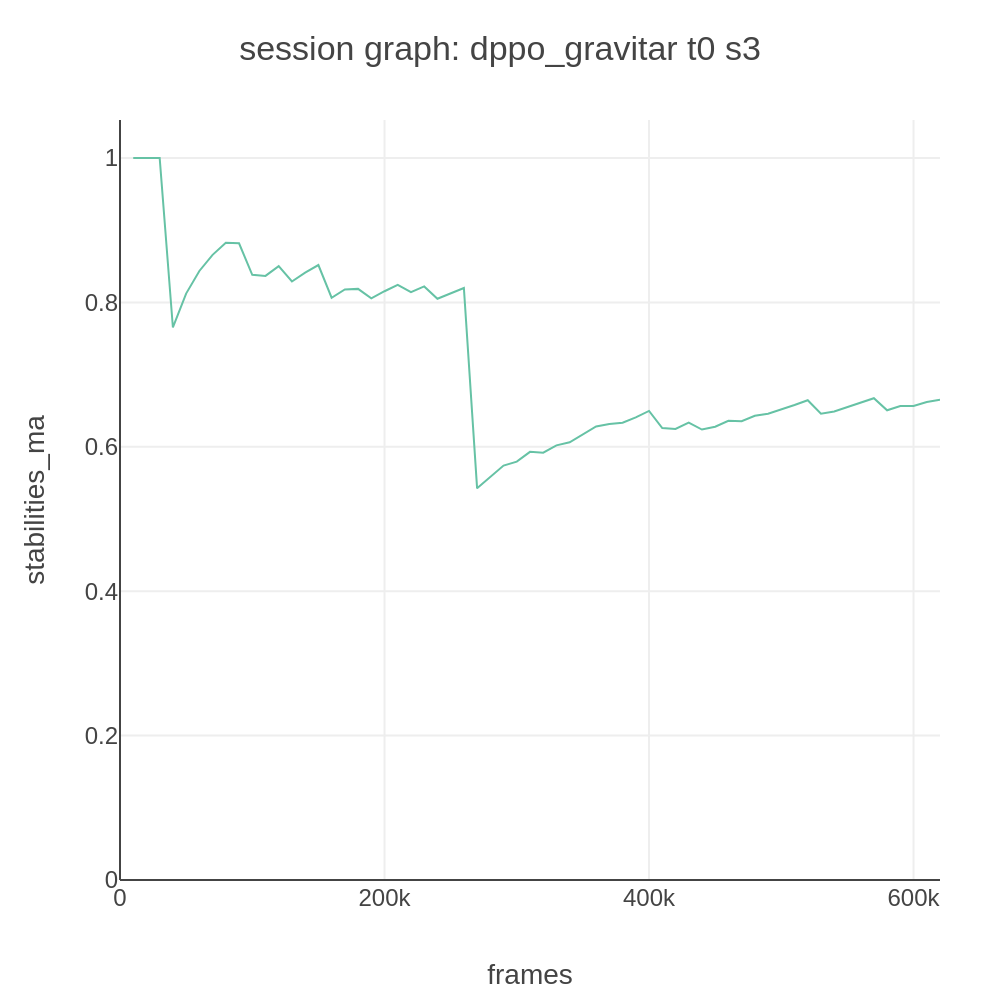 session graph: dppo_gravitar t0 s3
stabilities_ma
1
0.8
0.6
0.4
0.2
0
0
200k
400k
600k
frames